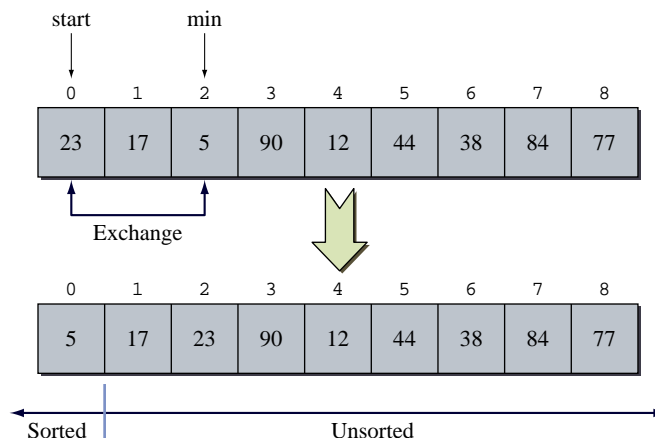 start min
0 1 2 3 4 5 6 7 8
23 17 5 90 12 44 38 84 77
Exchange
0 1 2 3 4 5 6 7 8
5 17 23 90 12 44 38 84 77
Sorted Unsorted